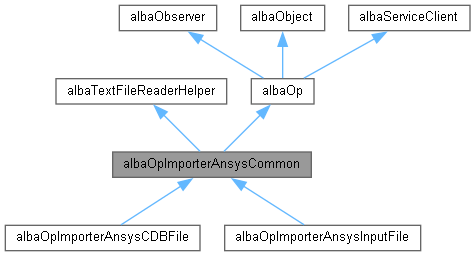 albaObserver
albaObject
albaServiceClient
albaTextFileReaderHelper
albaOp
albaOpImporterAnsysCommon
albaOpImporterAnsysCDBFile
albaOpImporterAnsysInputFile